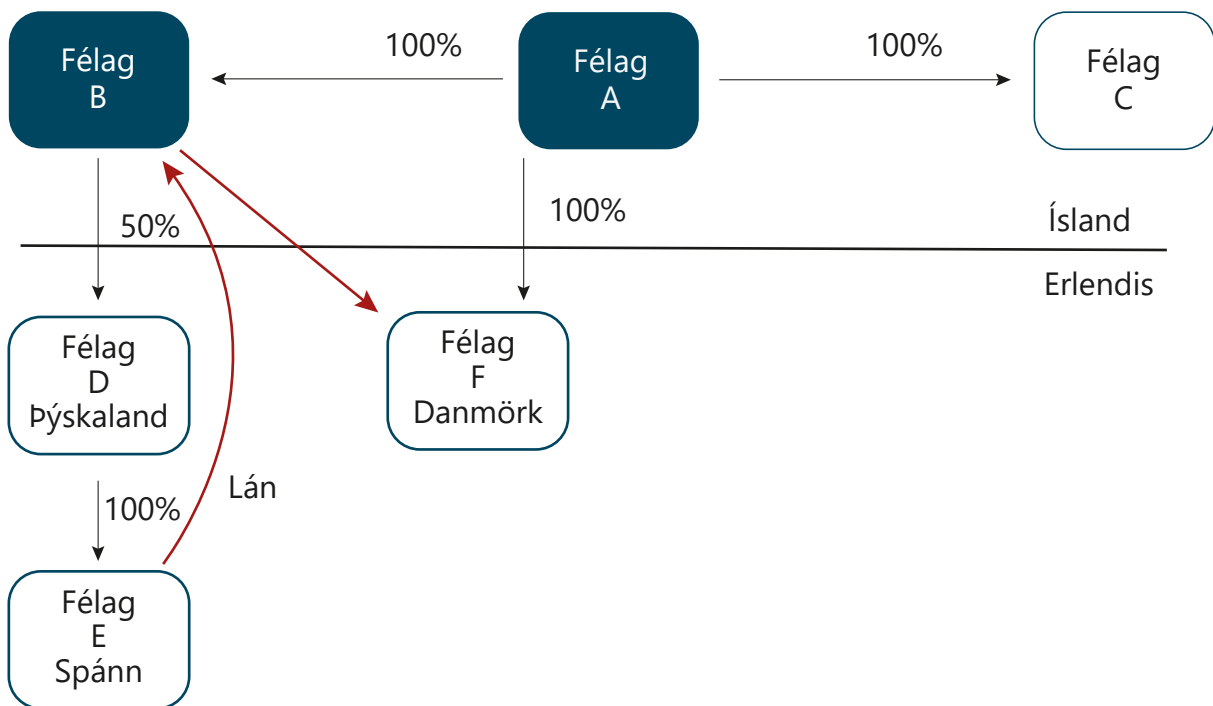 Félag
B
100%
Félag
A
100%
Félag
C
50%
100%
Ísland
Erlendis
Félag
D
Þýskaland
Félag
F
Danmörk
100%
Lán
Félag
E
Spánn